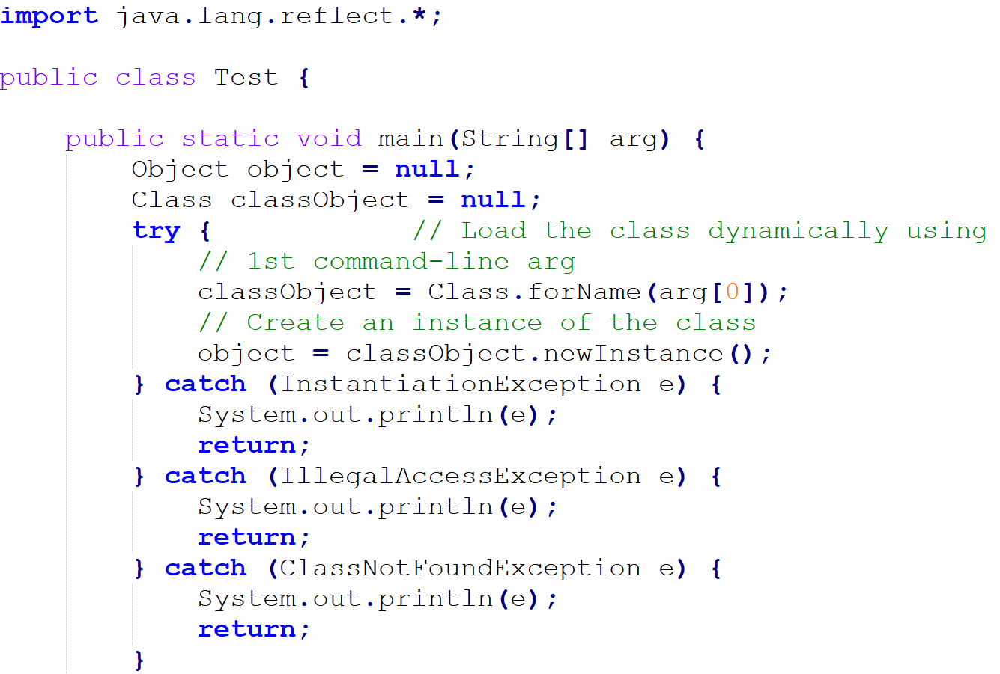 import java.lang.reflect.*;
public class Test {
public static void main(String[] arg) {
Object object = null;
Class classObject = null;
try { // Load the class dynamically using
// 1st command-line arg
classObject = Class.forName(arg[0]);
// Create an instance of the class
object = classObject.newInstance();
} catch (InstantiationException e) {
System.out.println(e);
return;
} catch (IllegalAccessException e) {
System.out.println(e);
return;
} catch (ClassNotFoundException e) {
System.out.println(e);
return;
}